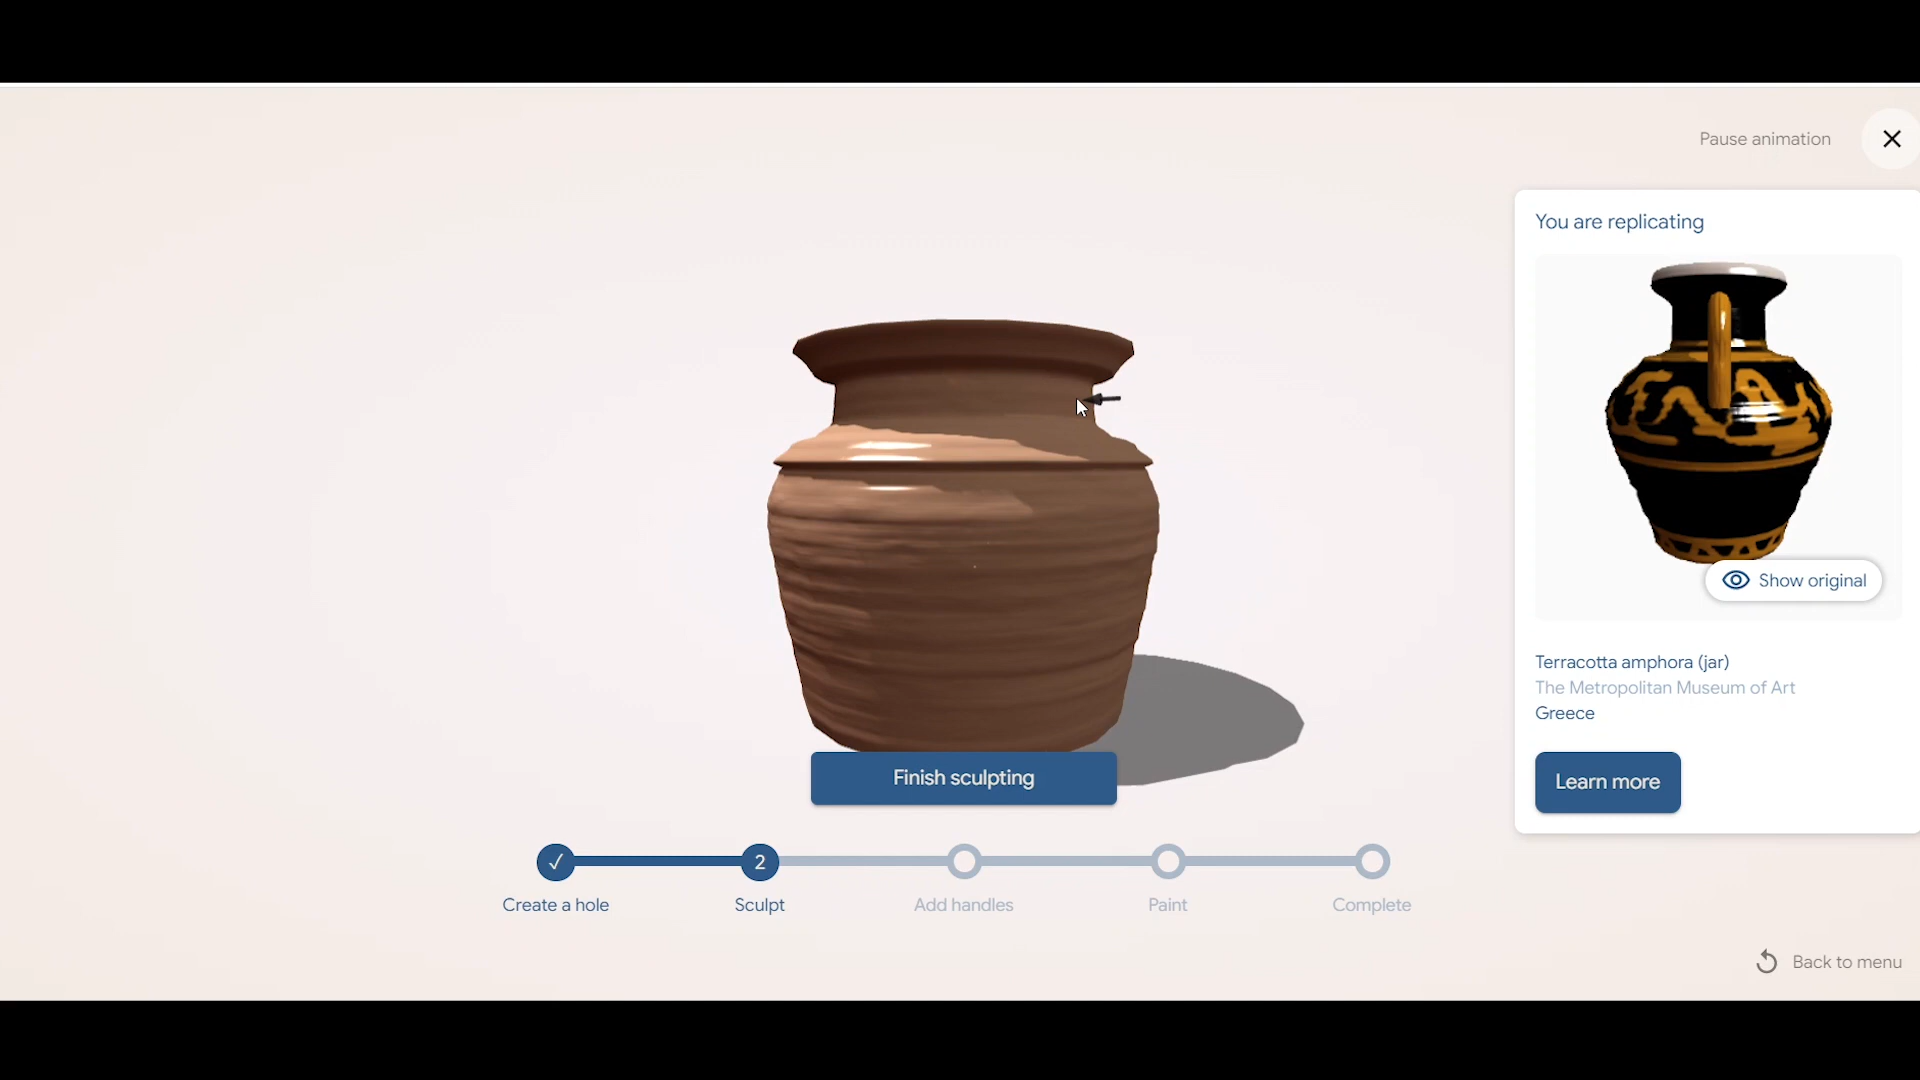 Pause animation
You are replicating
Show original
Terracotta amphora (jar)
The Metropolitan Museum of Art
Greece
Learn more
Finish sculpting
2
Create a hole
Sculpt
Add handles
Paint
Complete
Back to menu